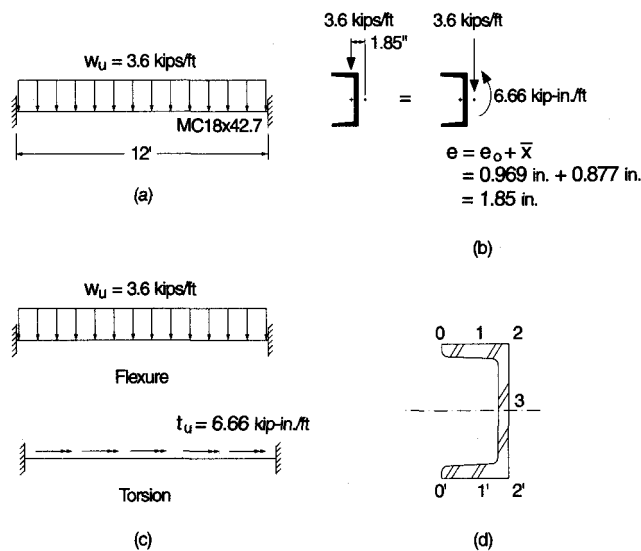 wu = 3.6 kips/ft
MC18x42.7
12'
(a)
3.6 kips/ft
1.85"
=
3.6 kips/ft
6.66 kip-in./ft
e = eo + x̄
= 0.969 in. + 0.877 in.
= 1.85 in.
(b)
wu = 3.6 kips/ft
Flexure
tu = 6.66 kip-in./ft
Torsion
(c)
0 1 2
3
0' 1' 2'
(d)